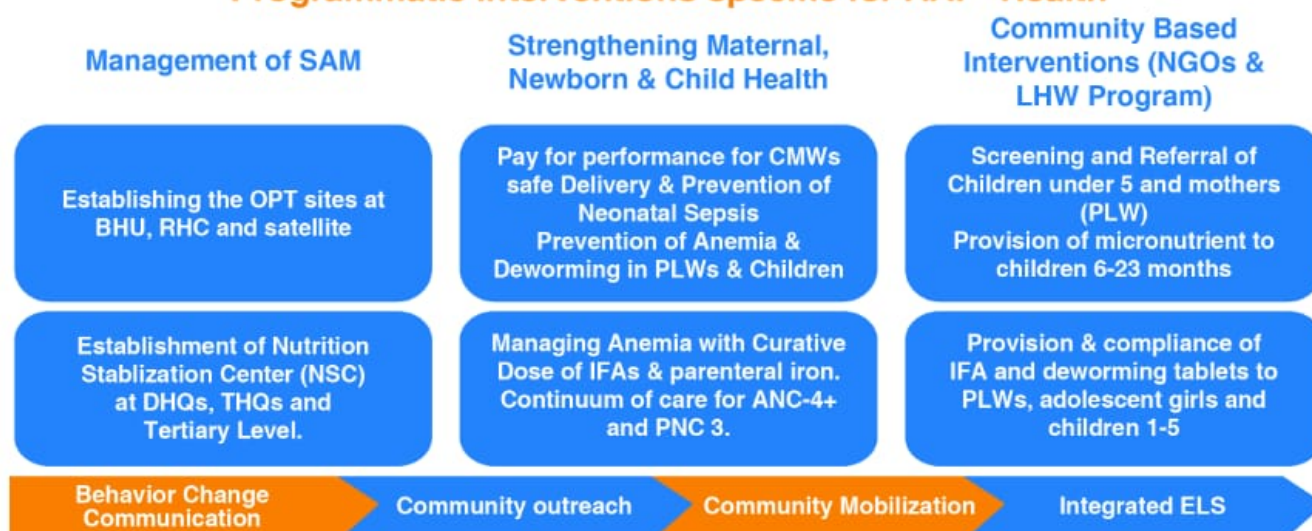 Management of SAM
Strengthening Maternal,
Newborn & Child Health
Community Based
Interventions (NGOs &
LHW Program)
Establishing the OPT sites at
BHU, RHC and satellite
Pay for performance for CMWs
safe Delivery & Prevention of
Neonatal Sepsis
Prevention of Anemia &
Deworming in PLWs & Children
Screening and Referral of
Children under 5 and mothers
(PLW)
Provision of micronutrient to
children 6-23 months
Establishment of Nutrition
Stablization Center (NSC)
at DHQs, THQs and
Tertiary Level.
Managing Anemia with Curative
Dose of IFAs & parenteral iron.
Continuum of care for ANC-4+
and PNC 3.
Provision & compliance of
IFA and deworming tablets to
PLWs, adolescent girls and
children 1-5
Behavior Change
Communication
Community outreach
Community Mobilization
Integrated ELS